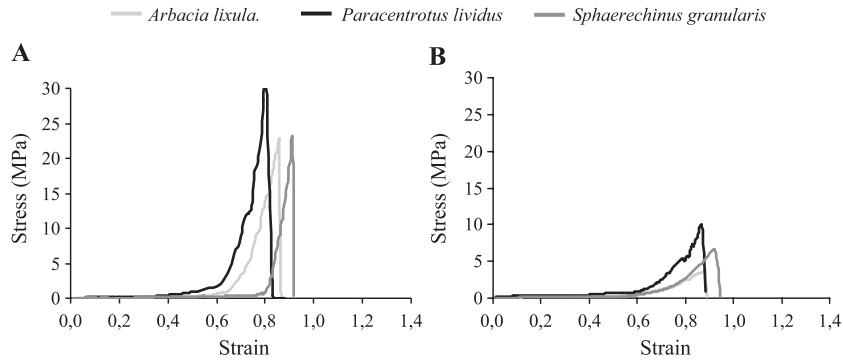 Arbacia lixula. Paracentrotus lividus Sphaerechinus granularis
A
30
25
20
15
10
5
0
Stress (MPa)
0,0 0,2 0,4 0,6 0,8 1,0 1,2 1,4
Strain
B
30
25
20
15
10
5
0
Stress (MPa)
0,0 0,2 0,4 0,6 0,8 1,0 1,2 1,4
Strain